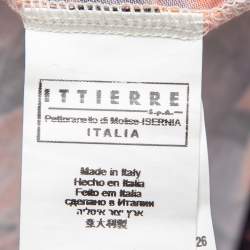 ITTIERRE
s.p.a.
Pettoranello di Molise-ISERNIA
ITALIA
Made in Italy
Hecho en Italia
Feito em Italia
сделано в Италии
ארץ יצור איטליה
意大利製
26